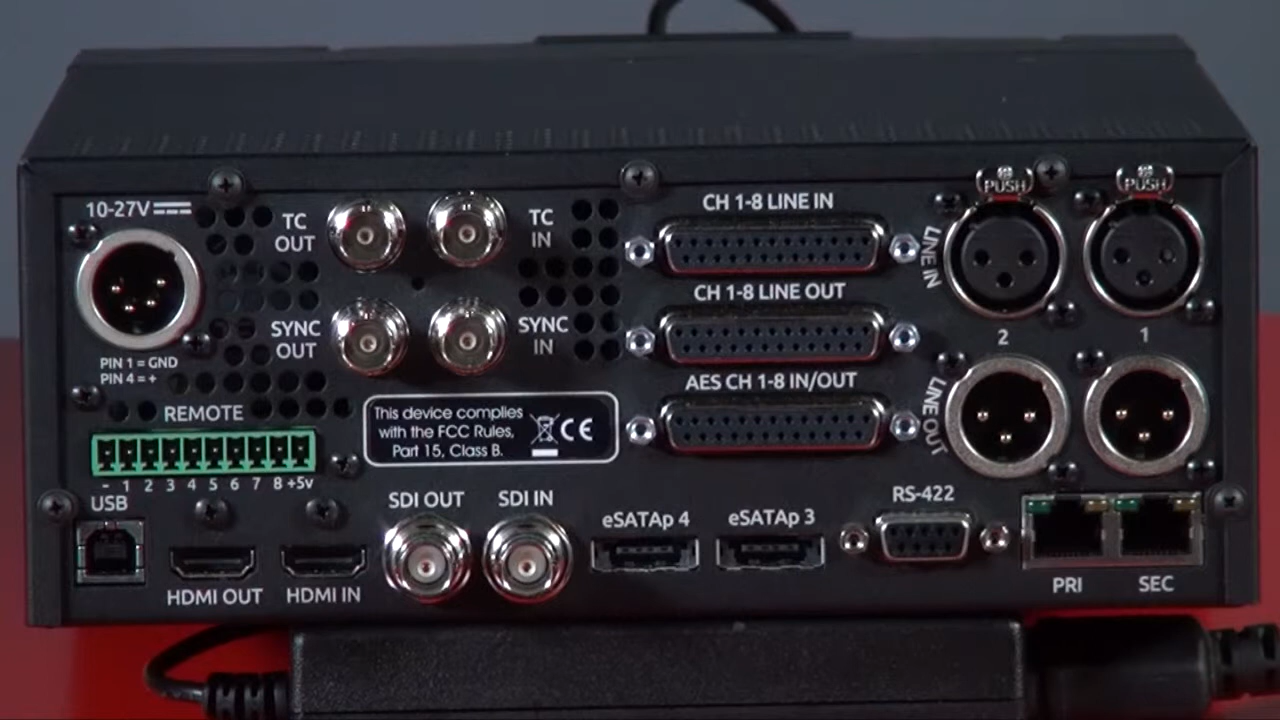 10-27V
TC
OUT
TC
IN
CH 1-8 LINE IN
PUSH
PUSH
LINE IN
CH 1-8 LINE OUT
SYNC
OUT
SYNC
IN
2
1
PIN 1 = GND
PIN 4 = +
AES CH 1-8 IN/OUT
LINE OUT
REMOTE
This device complies
with the FCC Rules,
Part 15, Class B.
CE
- 1 2 3 4 5 6 7 8 +5v
USB
SDI OUT
SDI IN
RS-422
eSATAp 4
eSATAp 3
HDMI OUT
HDMI IN
PRI
SEC